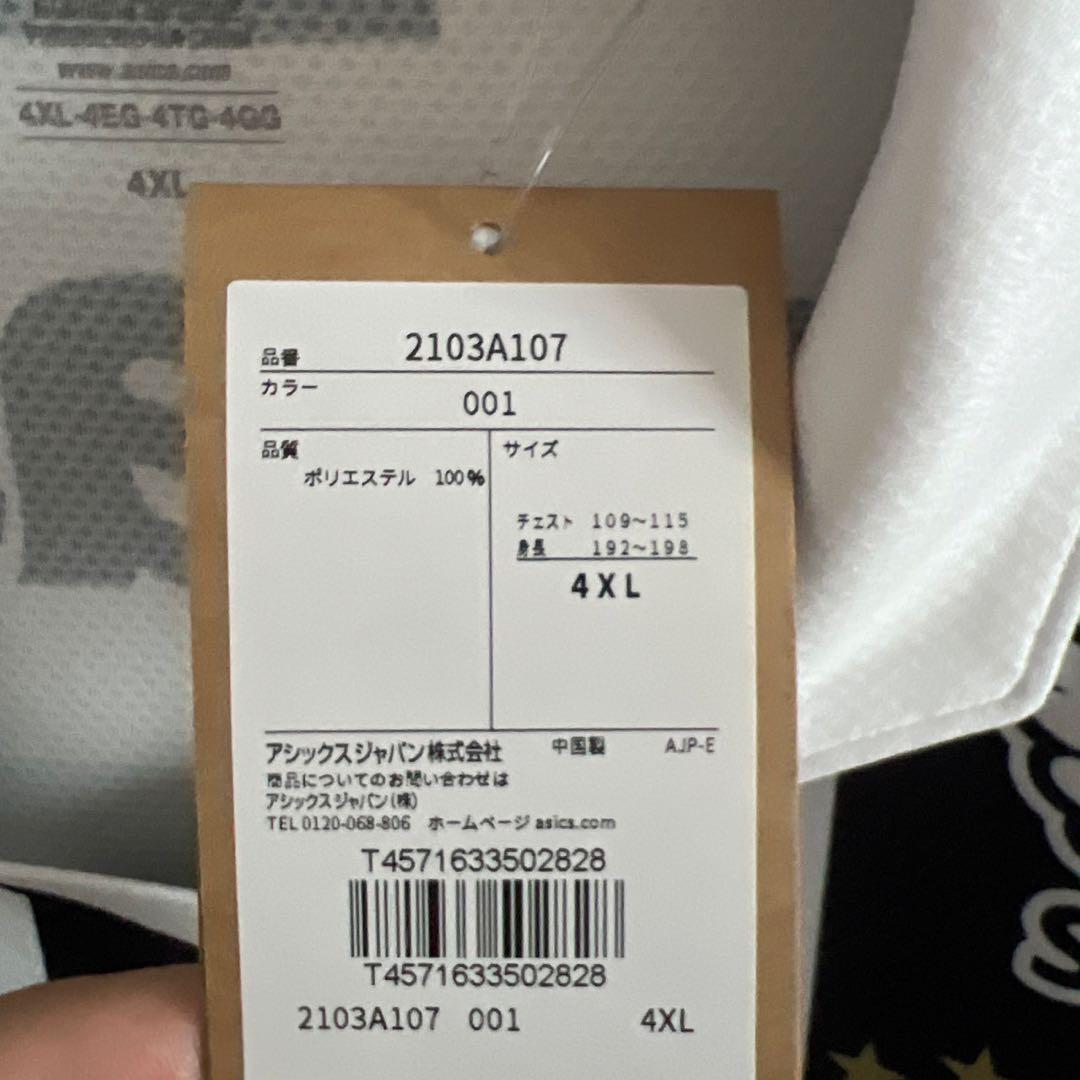 www.asics.com
4XL-4EG-4TG-4GG
4XL
品番 2103A107
カラー
001
品質
ポリエステル 100%
サイズ
チェスト 109~115
身長 192~198
4XL
アシックスジャパン株式会社 中国製 AJP-E
商品についてのお問い合わせは
アシックスジャパン(株)
TEL 0120-068-806 ホームページ asics.com
T4571633502828
T4571633502828
2103A107 001 4XL